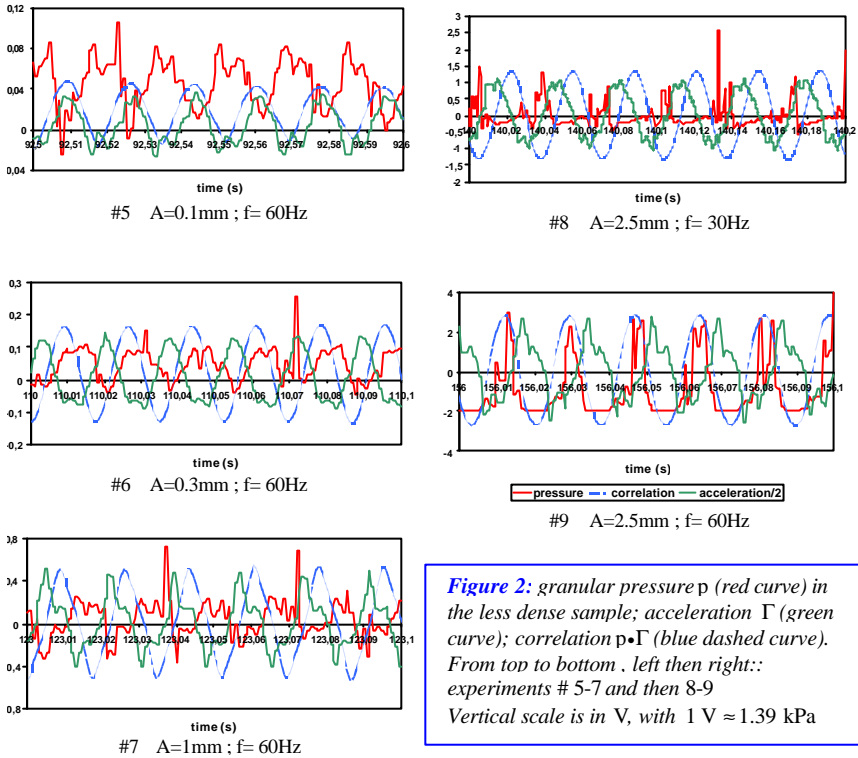 0,12
0,08
0,04
0
0,04
92,5 92,51 92,52 92,53 92,54 92,55 92,56 92,57 92,58 92,59 92,6
time (s)
#5 A=0.1mm ; f= 60Hz
0,3
0,2
0,1
0
-0,1
-0,2
110 110,01 110,02 110,03 110,04 110,05 110,06 110,07 110,08 110,09 110,1
time (s)
#6 A=0.3mm ; f= 60Hz
0,8
0,4
0
0,4
0,8
123 123,01 123,02 123,03 123,04 123,05 123,06 123,07 123,08 123,09 123,1
time (s)
#7 A=1mm ; f= 60Hz
3
2,5
2
1,5
1
0,5
0
-0,5
-1
-1,5
-2
140 140,02 140,04 140,06 140,08 140,1 140,12 140,14 140,16 140,18 140,2
time (s)
#8 A=2.5mm ; f= 30Hz
4
2
0
-2
-4
156 156,01 156,02 156,03 156,04 156,05 156,06 156,07 156,08 156,09 156,1
time (s)
pressure correlation acceleration/2
#9 A=2.5mm ; f= 60Hz
Figure 2: granular pressure p (red curve) in
the less dense sample; acceleration Γ (green
curve); correlation p•Γ (blue dashed curve).
From top to bottom , left then right::
experiments # 5-7 and then 8-9
Vertical scale is in V, with 1 V ≈ 1.39 kPa